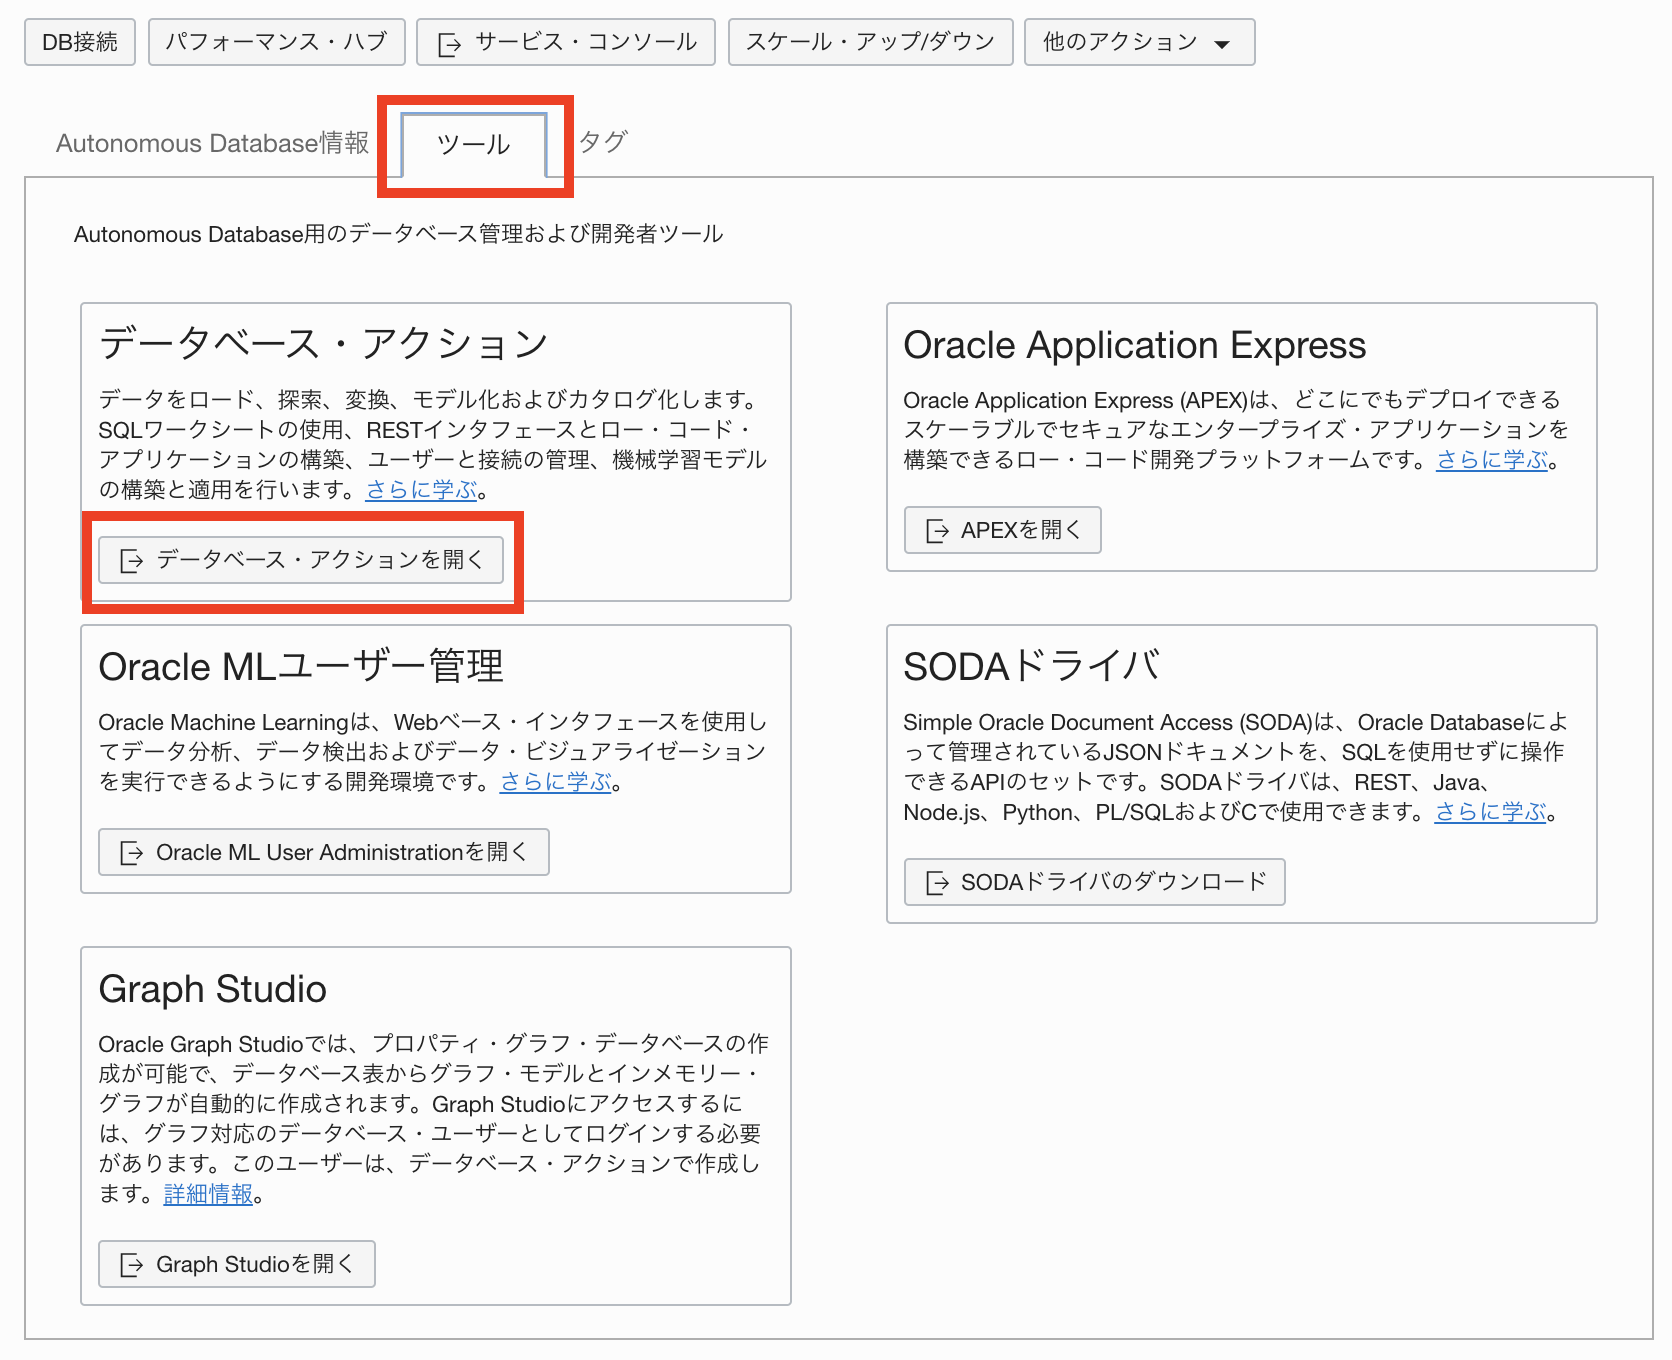 DB接続
パフォーマンス・ハブ
サービス・コンソール
スケール・アップ/ダウン
他のアクション
Autonomous Database情報
ツール
タグ
Autonomous Database用のデータベース管理および開発者ツール
データベース・アクション
データをロード、探索、変換、モデル化およびカタログ化します。
SQLワークシートの使用、RESTインタフェースとロー・コード・
アプリケーションの構築、ユーザーと接続の管理、機械学習モデル
の構築と適用を行います。さらに学ぶ。
データベース・アクションを開く
Oracle Application Express
Oracle Application Express (APEX)は、どこにでもデプロイできる
スケーラブルでセキュアなエンタープライズ・アプリケーションを
構築できるロー・コード開発プラットフォームです。さらに学ぶ。
APEXを開く
Oracle MLユーザー管理
Oracle Machine Learningは、Webベース・インタフェースを使用し
てデータ分析、データ検出およびデータ・ビジュアライゼーション
を実行できるようにする開発環境です。さらに学ぶ。
Oracle ML User Administrationを開く
SODAドライバ
Simple Oracle Document Access (SODA)は、Oracle Databaseによ
って管理されているJSONドキュメントを、SQLを使用せずに操作
できるAPIのセットです。SODAドライバは、REST、Java、
Node.js、Python、PL/SQLおよびCで使用できます。さらに学ぶ。
SODAドライバのダウンロード
Graph Studio
Oracle Graph Studioでは、プロパティ・グラフ・データベースの作
成が可能で、データベース表からグラフ・モデルとインメモリー・
グラフが自動的に作成されます。Graph Studioにアクセスするに
は、グラフ対応のデータベース・ユーザーとしてログインする必要
があります。このユーザーは、データベース・アクションで作成し
ます。詳細情報。
Graph Studioを開く